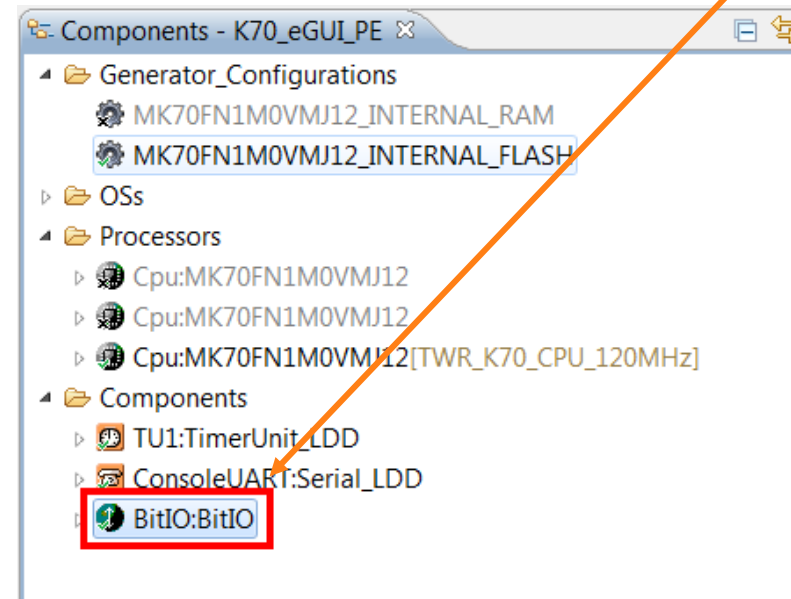 Components - K70_eGUI_PE
Generator_Configurations
MK70FN1M0VMJ12_INTERNAL_RAM
MK70FN1M0VMJ12_INTERNAL_FLASH
OSs
Processors
Cpu:MK70FN1M0VMJ12
Cpu:MK70FN1M0VMJ12
Cpu:MK70FN1M0VMJ12[TWR_K70_CPU_120MHz]
Components
TU1:TimerUnit_LDD
ConsoleUART:Serial_LDD
BitIO:BitIO